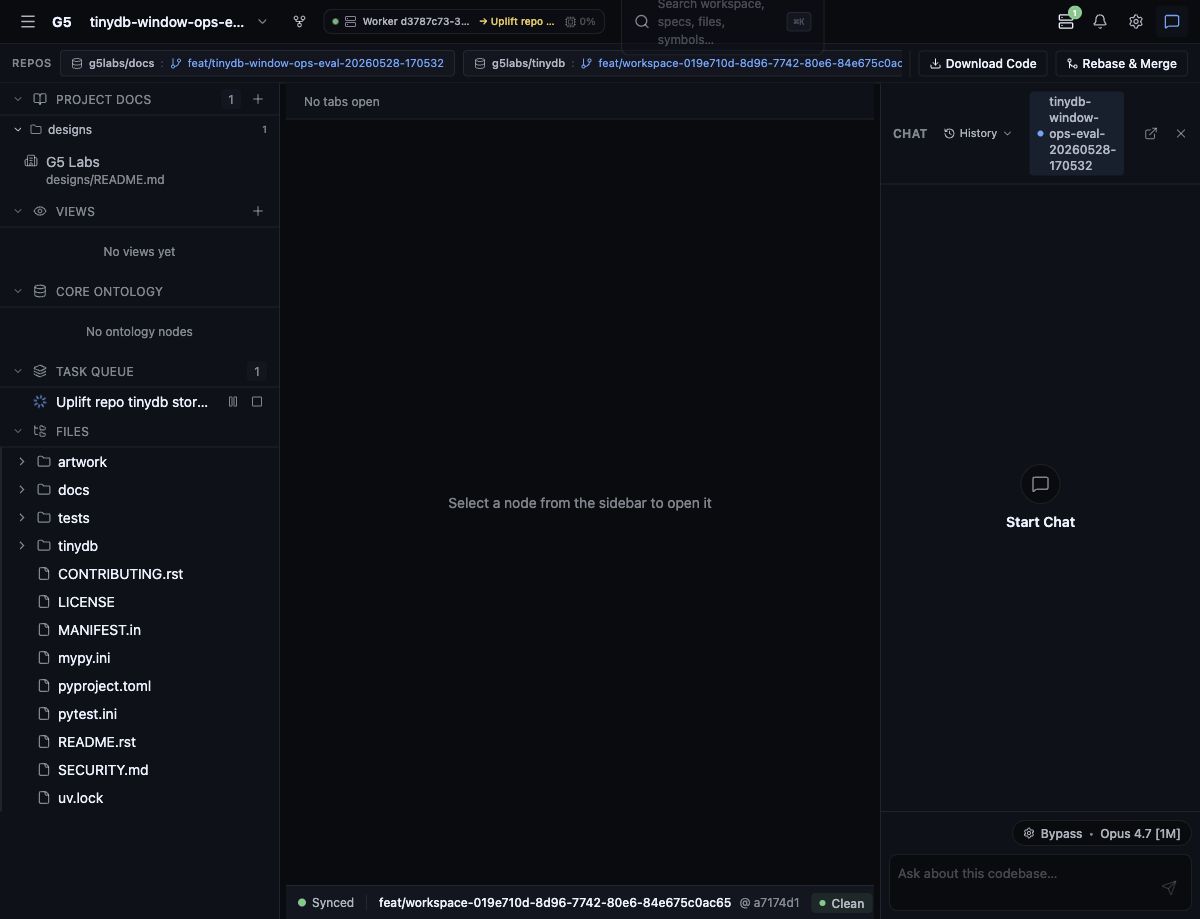 G5
tinydb-window-ops-e...
Worker d3787c73-3...
→ Uplift repo ...
0%
Search workspace,
specs, files,
symbols...
⌘K
1
REPOS
g5labs/docs : feat/tinydb-window-ops-eval-20260528-170532
g5labs/tinydb : feat/workspace-019e710d-8d96-7742-80e6-84e675c0ac
Download Code
Rebase & Merge
PROJECT DOCS
1
designs
1
G5 Labs
designs/README.md
VIEWS
No views yet
CORE ONTOLOGY
No ontology nodes
TASK QUEUE
1
Uplift repo tinydb stor...
FILES
artwork
docs
tests
tinydb
CONTRIBUTING.rst
LICENSE
MANIFEST.in
mypy.ini
pyproject.toml
pytest.ini
README.rst
SECURITY.md
uv.lock
No tabs open
Select a node from the sidebar to open it
Synced
feat/workspace-019e710d-8d96-7742-80e6-84e675c0ac65
@ a7174d1
Clean
CHAT
History
tinydb-
window-
ops-eval-
20260528-
170532
Start Chat
Bypass • Opus 4.7 [1M]
Ask about this codebase...